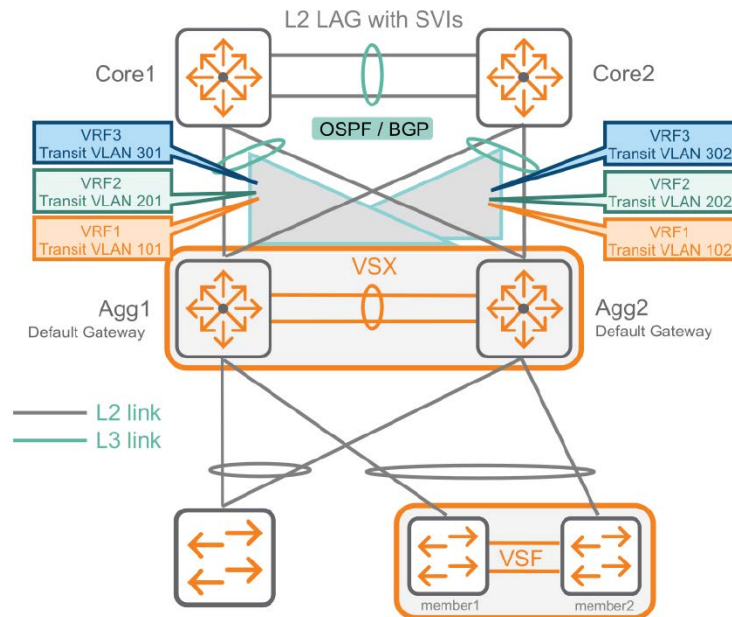 L2 LAG with SVIs
Core1
Core2
OSPF / BGP
VRF3
Transit VLAN 301
VRF3
Transit VLAN 302
VRF2
Transit VLAN 201
VRF2
Transit VLAN 202
VRF1
Transit VLAN 101
VRF1
Transit VLAN 102
VSX
Agg1
Default Gateway
Agg2
Default Gateway
L2 link
L3 link
VSF
member1
member2